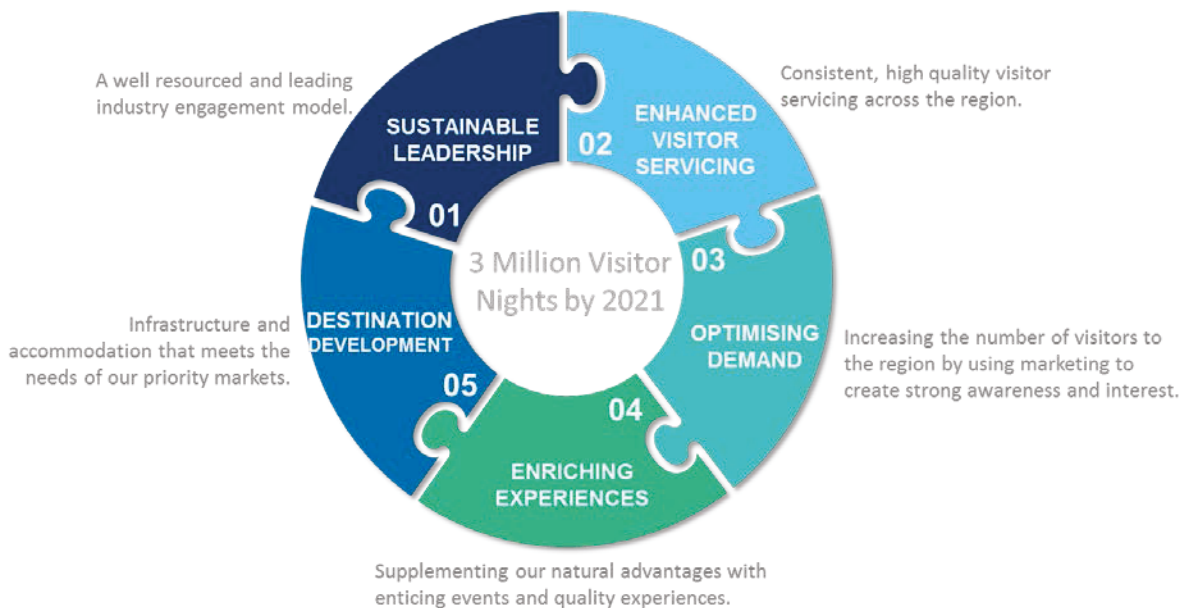 A well resourced and leading
industry engagement model.
SUSTAINABLE
LEADERSHIP
01
Consistent, high quality visitor
servicing across the region.
ENHANCED
VISITOR
SERVICING
02
3 Million Visitor
Nights by 2021
03
OPTIMISING
DEMAND
Increasing the number of visitors to
the region by using marketing to
create strong awareness and interest.
04
ENRICHING
EXPERIENCES
Supplementing our natural advantages with
enticing events and quality experiences.
Infrastructure and
accommodation that meets the
needs of our priority markets.
DESTINATION
DEVELOPMENT
05